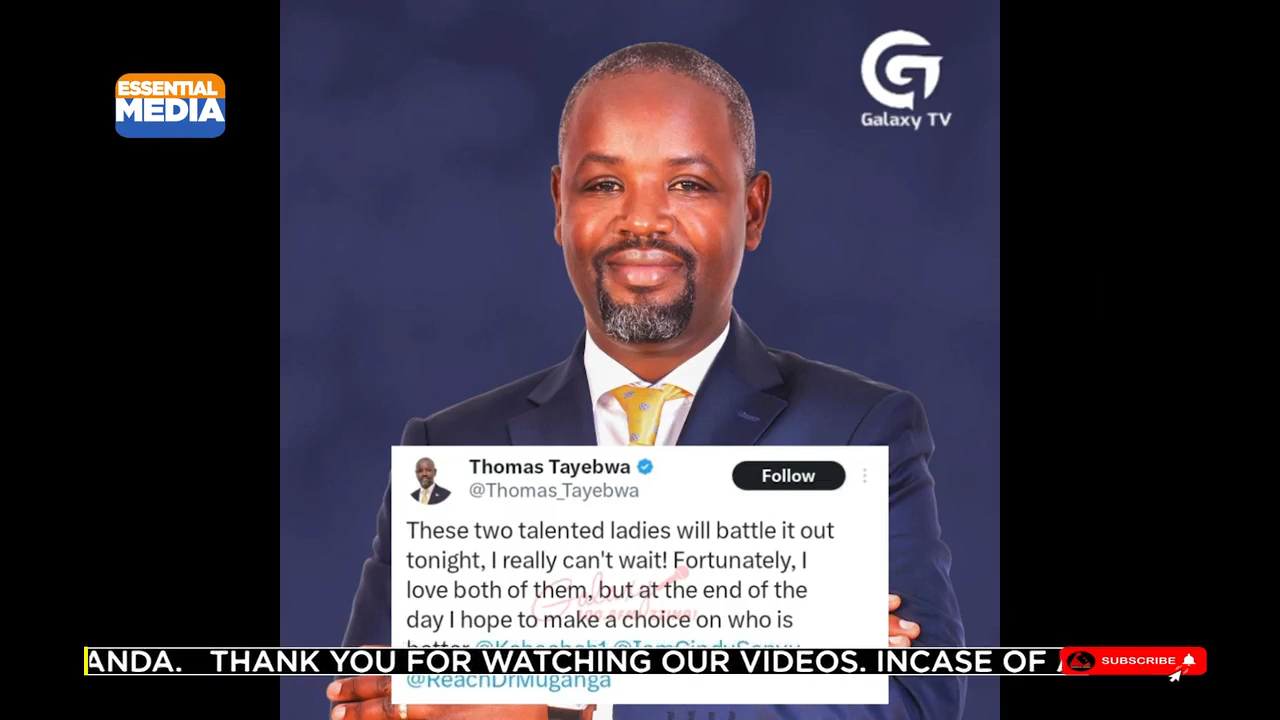 ESSENTIAL
MEDIA
Galaxy TV
Thomas Tayebwa
@Thomas_Tayebwa
Follow
These two talented ladies will battle it out
tonight, I really can't wait! Fortunately, I
love both of them, but at the end of the
day I hope to make a choice on who is
ANDA. THANK YOU FOR WATCHING OUR VIDEOS. INCASE OF
SUBSCRIBE
@ReachDrMuganga